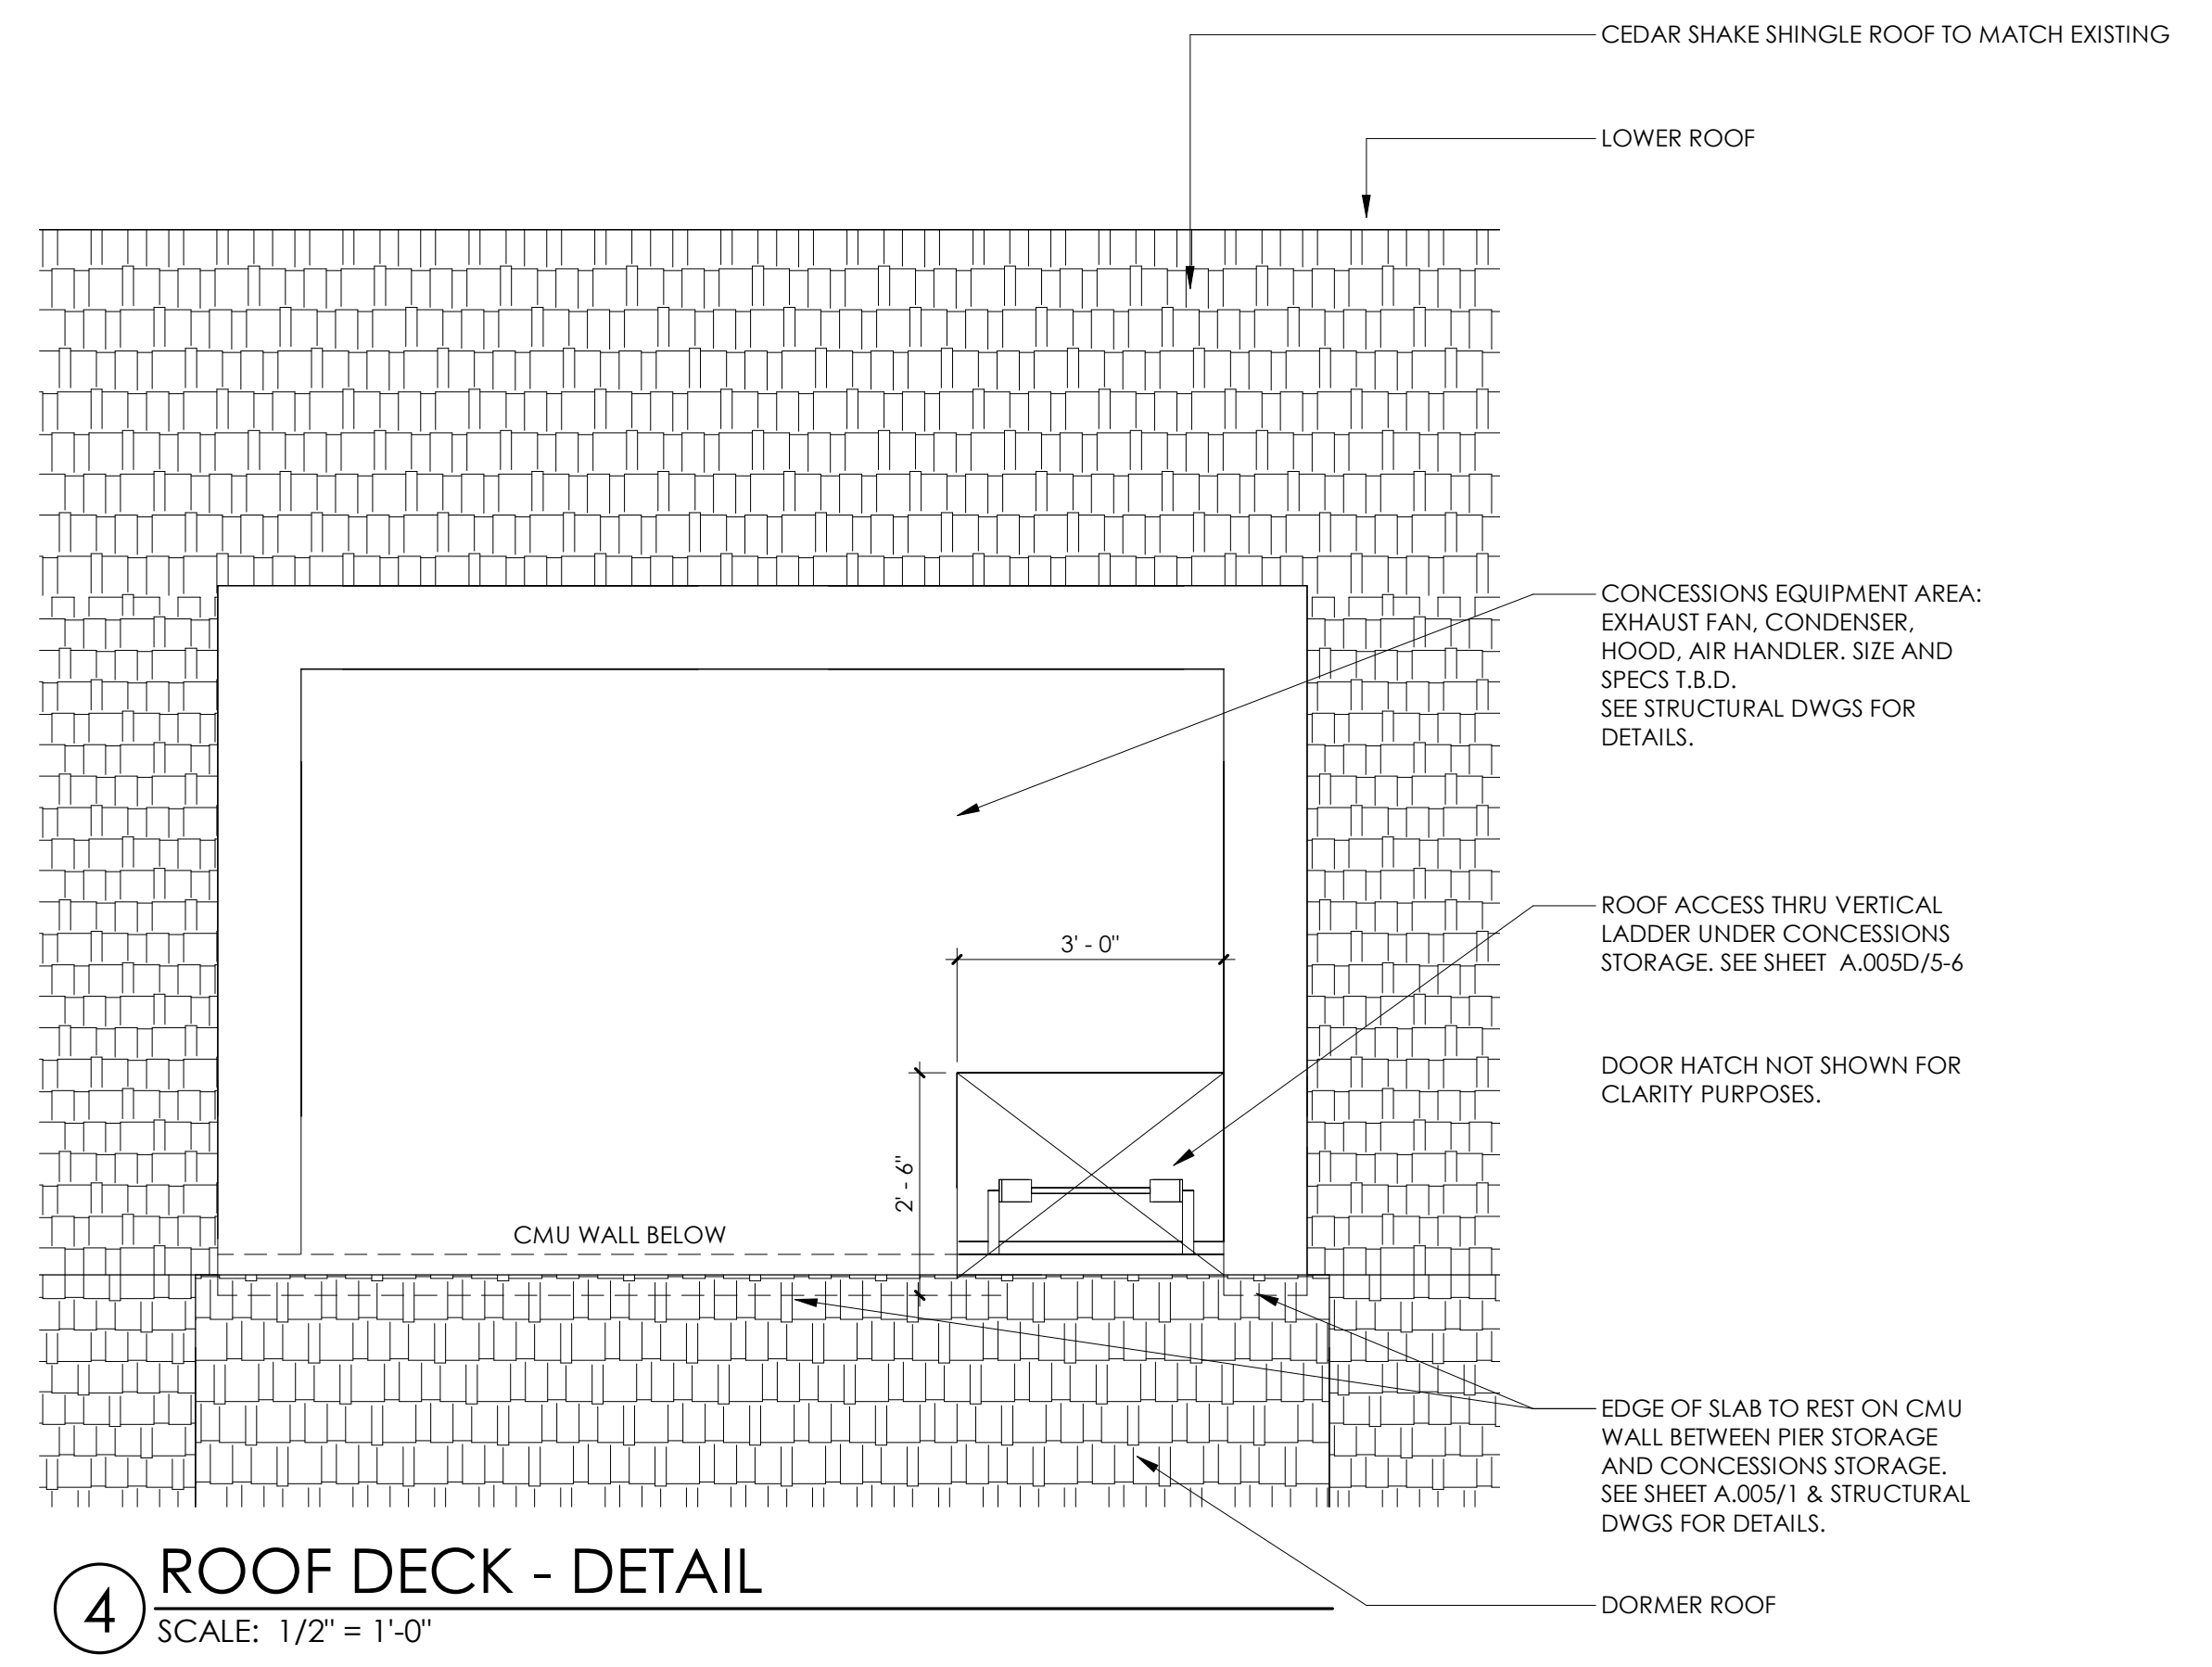 CEDAR SHAKE SHINGLE ROOF TO MATCH EXISTING
LOWER ROOF
CONCESSIONS EQUIPMENT AREA:
EXHAUST FAN, CONDENSER,
HOOD, AIR HANDLER. SIZE AND
SPECS T.B.D.
SEE STRUCTURAL DWGS FOR
DETAILS.
ROOF ACCESS THRU VERTICAL
LADDER UNDER CONCESSIONS
STORAGE. SEE SHEET  A.005D/5-6
3' - 0"
DOOR HATCH NOT SHOWN FOR
CLARITY PURPOSES.
2' - 6"
CMU WALL BELOW
EDGE OF SLAB TO REST ON CMU
WALL BETWEEN PIER STORAGE
AND CONCESSIONS STORAGE.
SEE SHEET A.005/1 & STRUCTURAL
DWGS FOR DETAILS.
DORMER ROOF
4
ROOF DECK - DETAIL
SCALE:  1/2" = 1'-0"